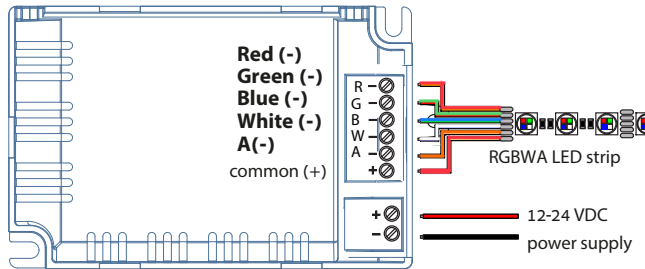 Red (-)
Green (-)
Blue (-)
White (-)
A(-)
common (+)
R –
G –
B –
W –
A –
+
RGBWA LED strip
+
–
12-24 VDC
power supply